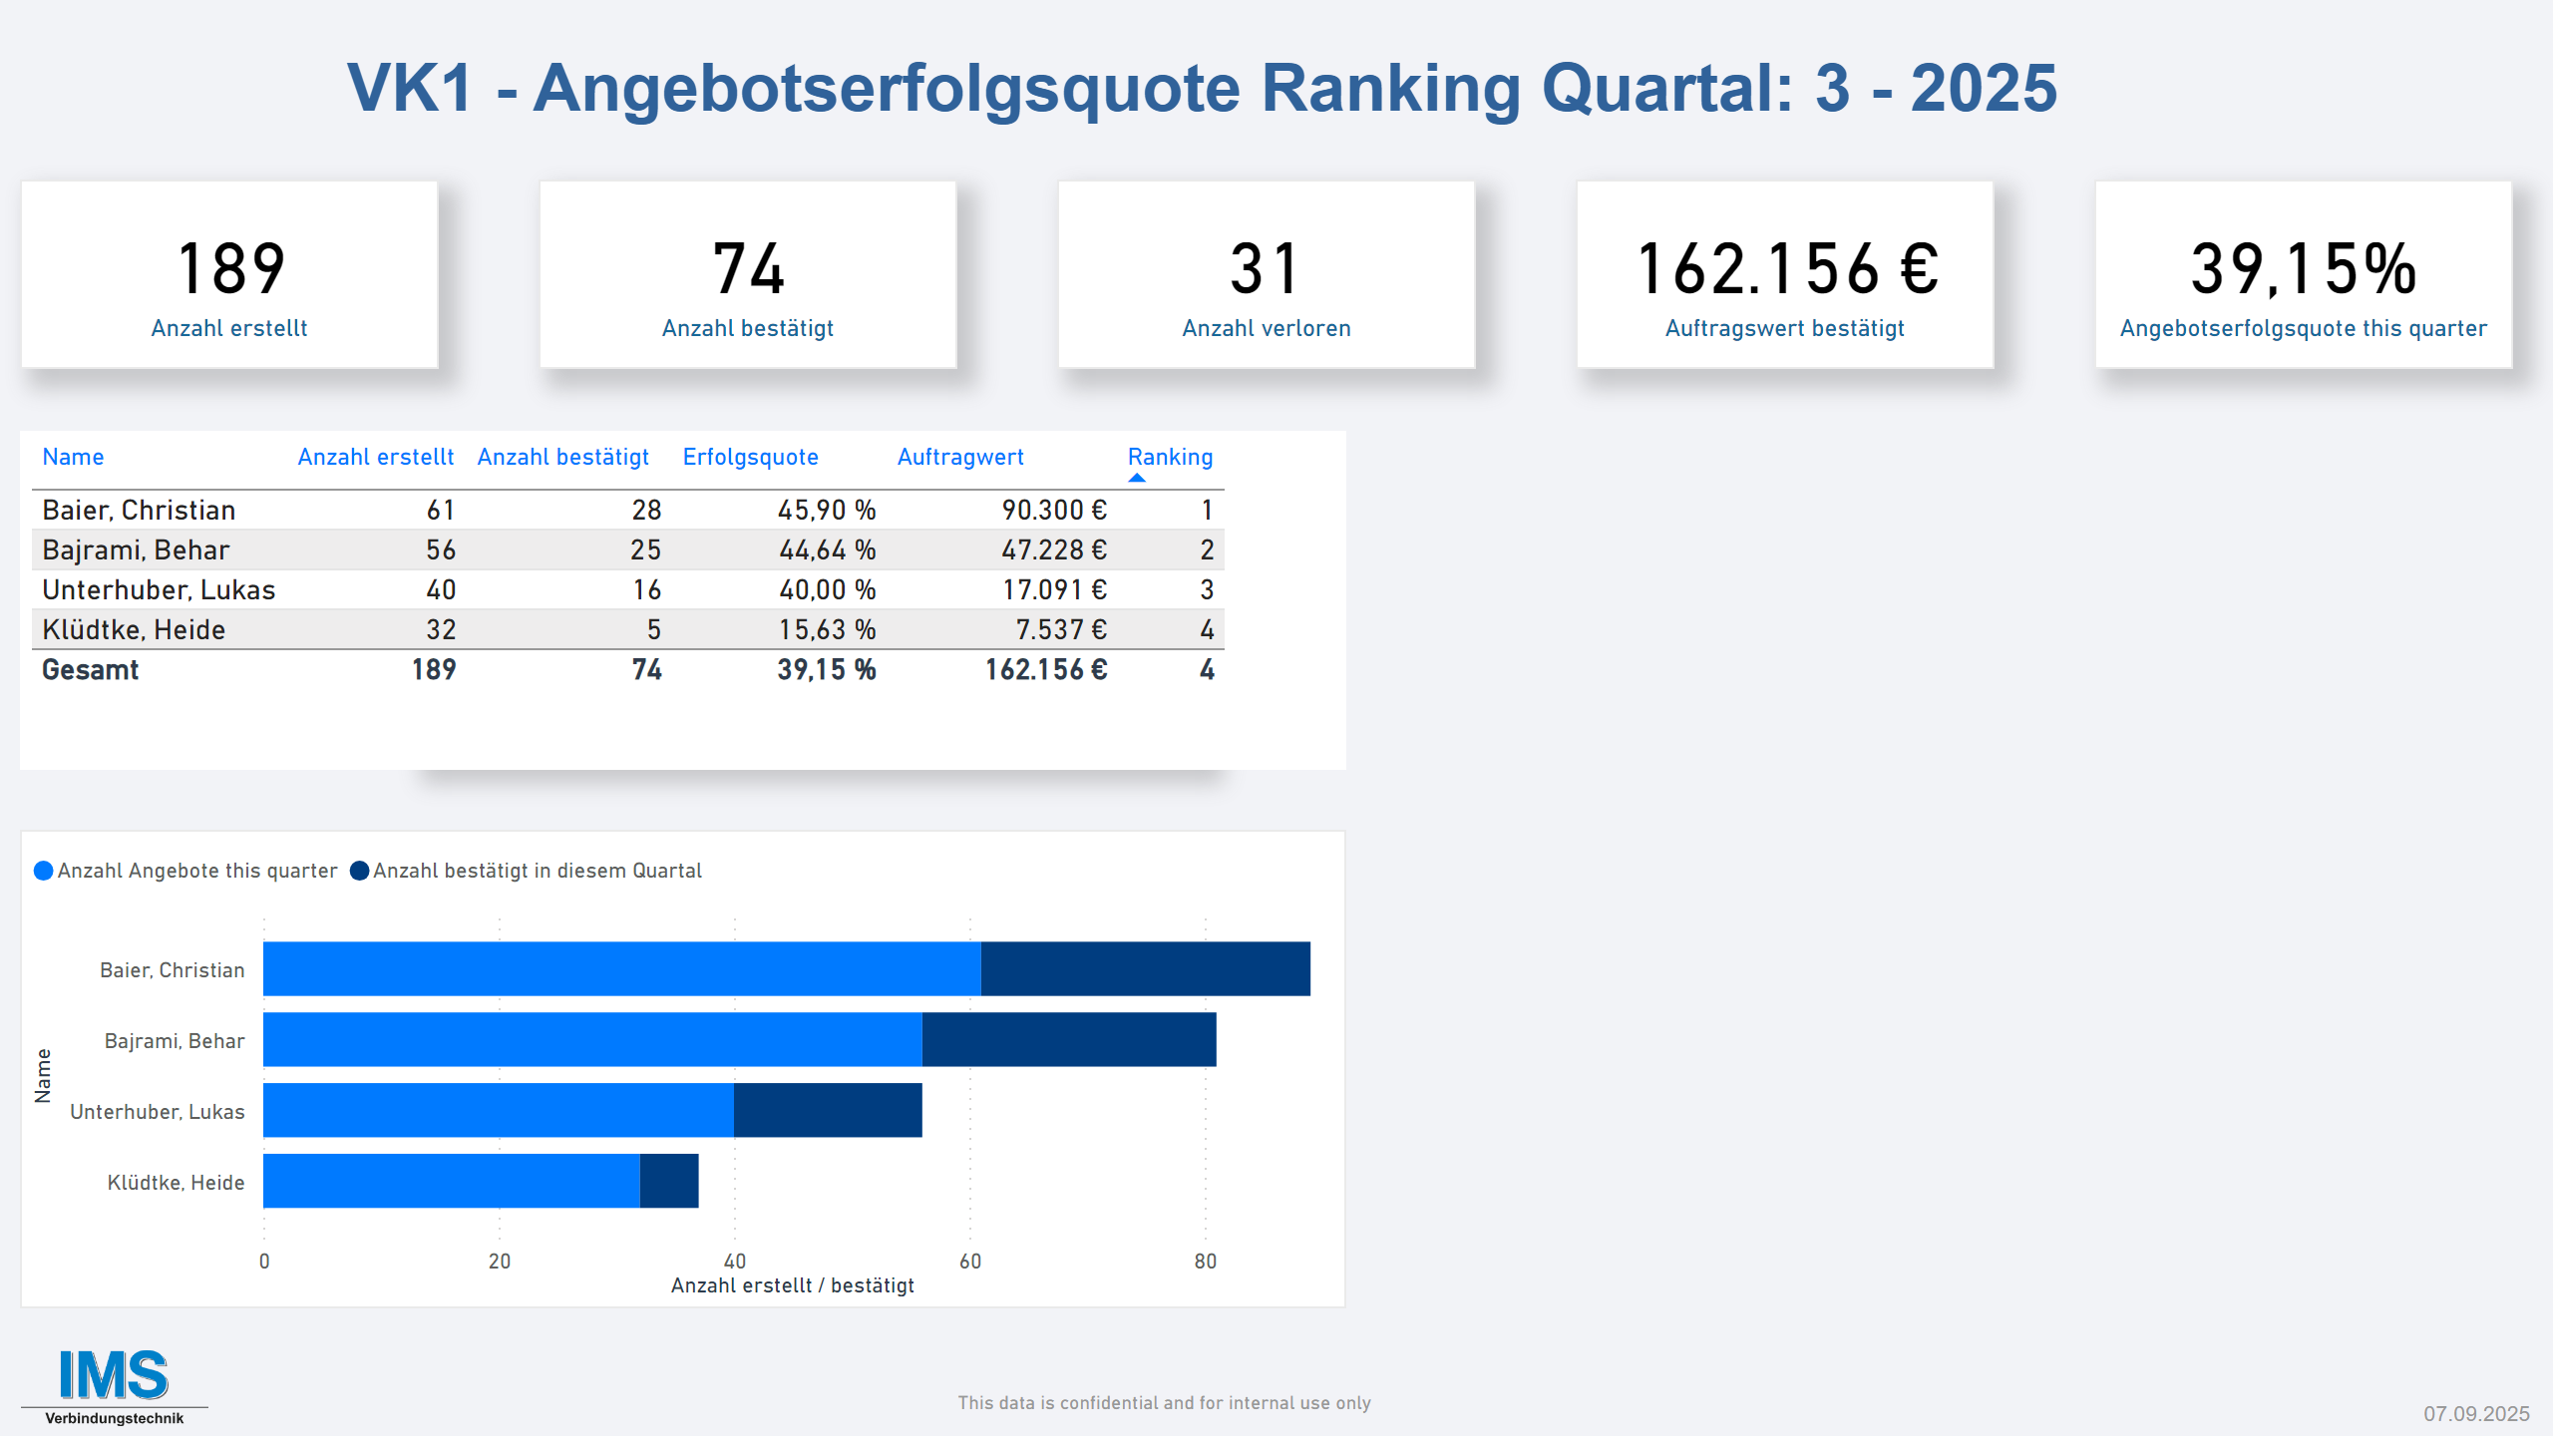 VK1 - Angebotserfolgsquote Ranking Quartal: 3 - 2025
189
Anzahl erstellt
74
Anzahl bestätigt
31
Anzahl verloren
162.156 €
Auftragswert bestätigt
39,15%
Angebotserfolgsquote this quarter
Name Anzahl erstellt Anzahl bestätigt Erfolgsquote Auftragwert Ranking
Baier, Christian 61 28 45,90 % 90.300 € 1
Bajrami, Behar 56 25 44,64 % 47.228 € 2
Unterhuber, Lukas 40 16 40,00 % 17.091 € 3
Klüdtke, Heide 32 5 15,63 % 7.537 € 4
Gesamt 189 74 39,15 % 162.156 € 4
Anzahl Angebote this quarter Anzahl bestätigt in diesem Quartal
Name
Baier, Christian
Bajrami, Behar
Unterhuber, Lukas
Klüdtke, Heide
0 20 40 60 80
Anzahl erstellt / bestätigt
IMS
Verbindungstechnik
This data is confidential and for internal use only
07.09.2025